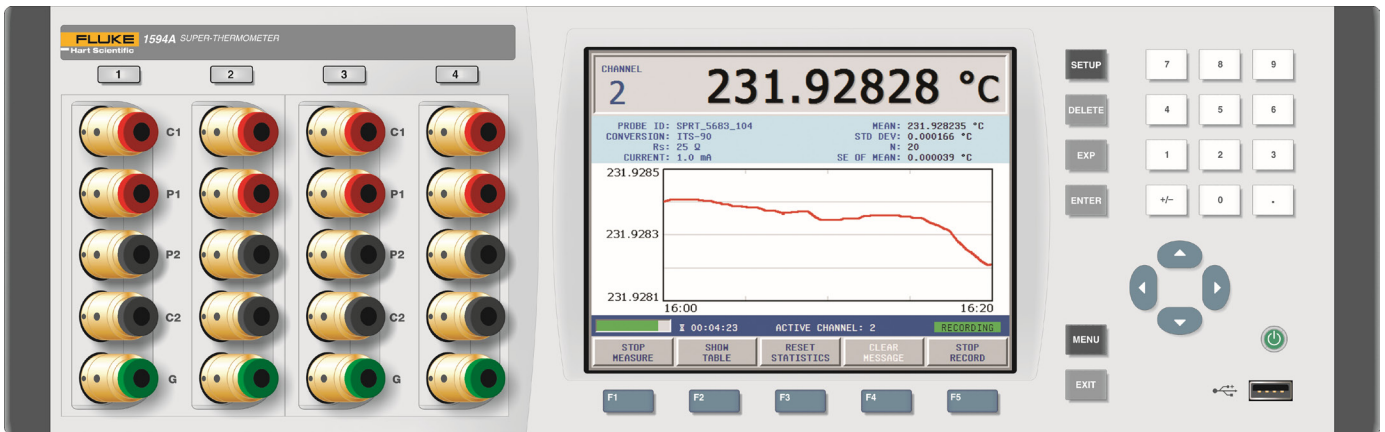 FLUKE 1594A SUPER-THERMOMETER
Hart Scientific
1 2 3 4
C1 C1
P1 P1
P2 P2
C2 C2
G G
CHANNEL
2
231.92828 °C
PROBE ID: SPRT_5683_104
CONVERSION: ITS-90
Rs: 25 Ω
CURRENT: 1.0 mA
MEAN: 231.928235 °C
STD DEV: 0.000166 °C
N: 20
SE OF MEAN: 0.000039 °C
231.9285
231.9283
231.9281
16:00 16:20
00:04:23 ACTIVE CHANNEL: 2 RECORDING
STOP MEASURE
SHOW TABLE
RESET STATISTICS
CLEAR MESSAGE
STOP RECORD
F1 F2 F3 F4 F5
SETUP
DELETE
EXP
ENTER
7 8 9
4 5 6
1 2 3
+/− 0 .
MENU
EXIT